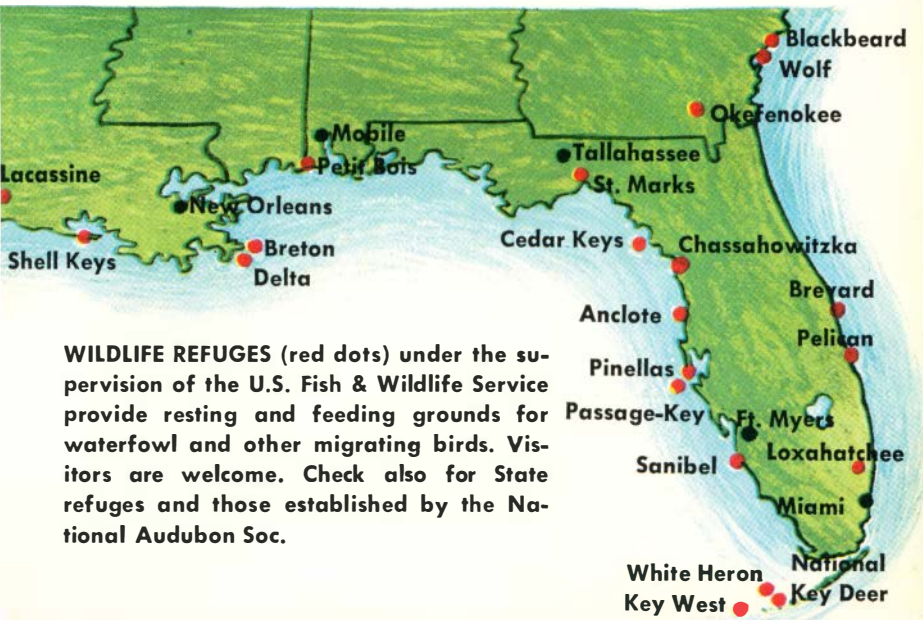 Blackbeard
Wolf
Okefenokee
Mobile
Tallahassee
Petit Bois
Lacassine
St. Marks
New Orleans
Cedar Keys
Chassahowitzka
Breton
Shell Keys
Delta
Brevard
Anclote
Pelican
WILDLIFE REFUGES (red dots) under the su-
pervision of the U.S. Fish & Wildlife Service
provide resting and feeding grounds for
waterfowl and other migrating birds. Vis-
itors are welcome. Check also for State
refuges and those established by the Na-
tional Audubon Soc.
Pinellas
Passage-Key
Ft. Myers
Loxahatchee
Sanibel
Miami
National
Key Deer
White Heron
Key West